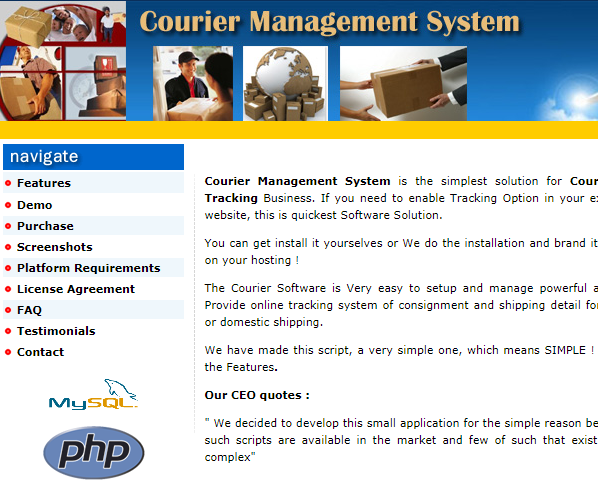 Courier Management System
navigate
Features
Demo
Purchase
Screenshots
Platform Requirements
License Agreement
FAQ
Testimonials
Contact
MySQL
php
Courier Management System is the simplest solution for Cour
Tracking Business. If you need to enable Tracking Option in your ex
website, this is quickest Software Solution.
You can get install it yourselves or We do the installation and brand it
on your hosting !
The Courier Software is Very easy to setup and manage powerful a
Provide online tracking system of consignment and shipping detail for
or domestic shipping.
We have made this script, a very simple one, which means SIMPLE !
the Features.
Our CEO quotes :
" We decided to develop this small application for the simple reason be
such scripts are available in the market and few of such that exist
complex"